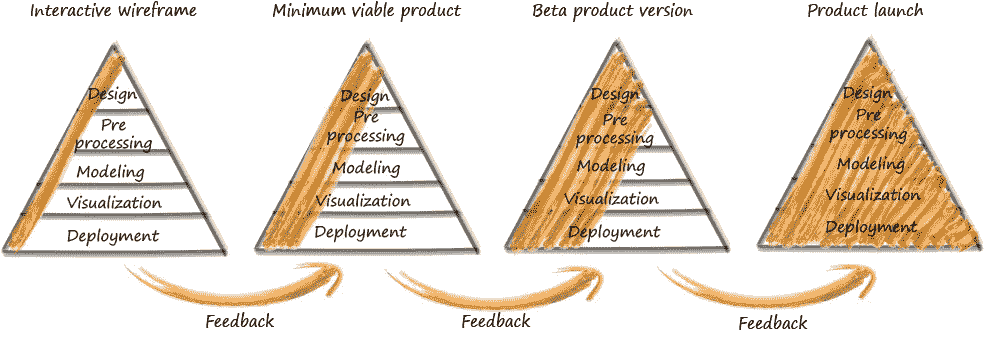 Interactive Wireframe
Minimum viable product
Beta product version
Product launch
Design
Pre
processing
Modeling
Visualization
Deployment
Design
Pre
processing
Modeling
Visualization
Deployment
Design
Pre
processing
Modeling
Visualization
Deployment
Design
Pre
processing
Modeling
Visualization
Deployment
Feedback
Feedback
Feedback